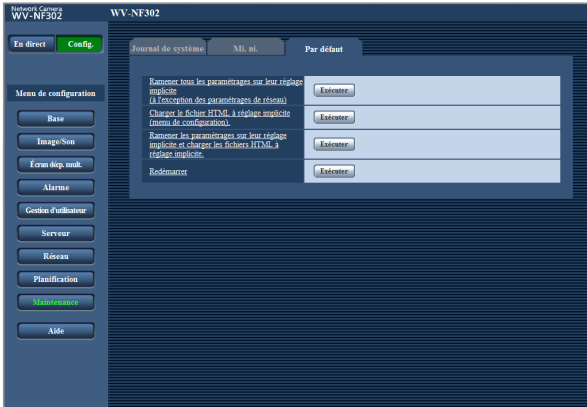 Network Camera
WV-NF302
WV-NF302
En direct
Config.
Journal de système
Mi. ni.
Par défaut
Menu de configuration
Base
Image/Son
Écran décp. mult.
Alarme
Gestion d'utilisateur
Serveur
Réseau
Planification
Maintenance
Aide
Ramener tous les paramétrages sur leur réglage
implicite
(à l'exception des paramètres de réseau)
Exécuter
Charger le fichier HTML à réglage implicite
(menu de configuration).
Exécuter
Ramener les paramétrages sur leur réglage
implicite et charger les fichiers HTML à
réglage implicite.
Exécuter
Redémarrer
Exécuter